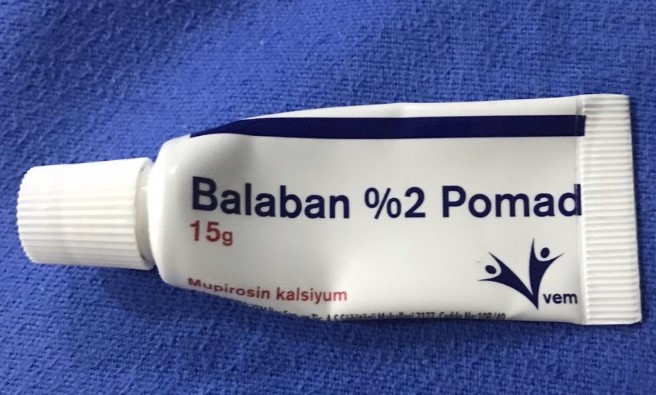 Balaban %2 Pomad
15g
Mupirosin kalsiyum
vem